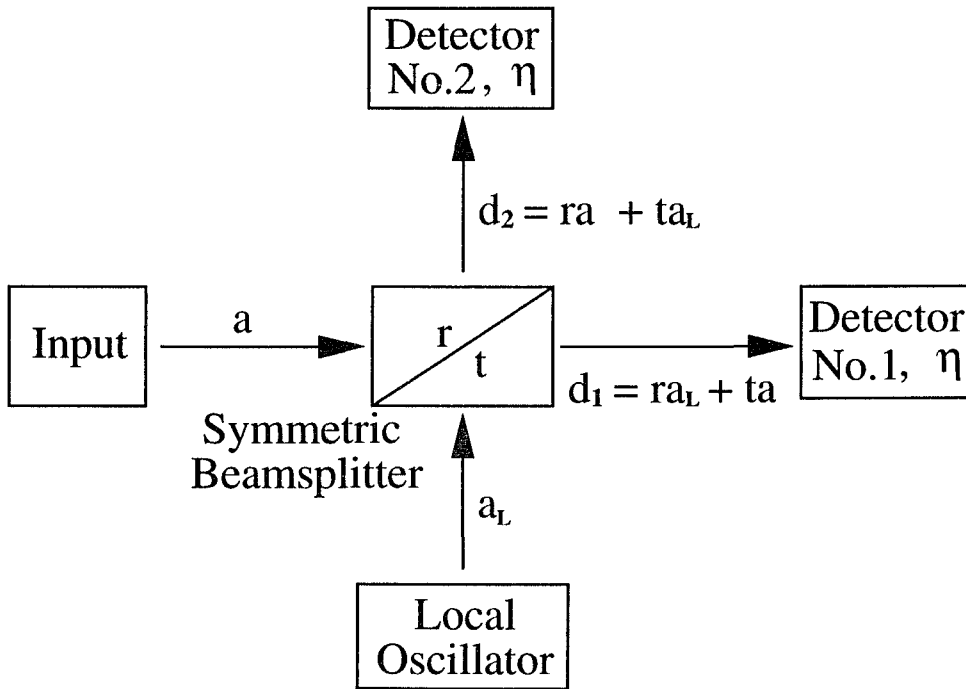 Detector
No.2, η
d₂ = ra + taL
Input
a
r
t
Detector
No.1, η
d₁ = raL + ta
Symmetric
Beamsplitter
aL
Local
Oscillator